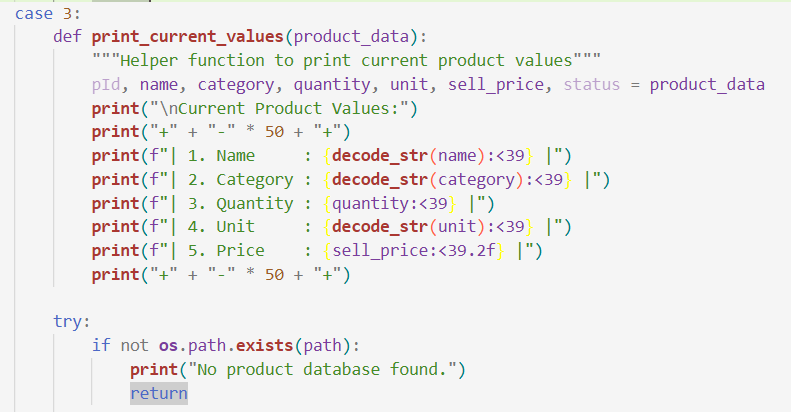 case 3:
    def print_current_values(product_data):
        """Helper function to print current product values"""
        pId, name, category, quantity, unit, sell_price, status = product_data
        print("\nCurrent Product Values:")
        print("+" + "-" * 50 + "+")
        print(f"| 1. Name     : {decode_str(name):<39} |")
        print(f"| 2. Category : {decode_str(category):<39} |")
        print(f"| 3. Quantity : {quantity:<39} |")
        print(f"| 4. Unit     : {decode_str(unit):<39} |")
        print(f"| 5. Price    : {sell_price:<39.2f} |")
        print("+" + "-" * 50 + "+")

    try:
        if not os.path.exists(path):
            print("No product database found.")
            return